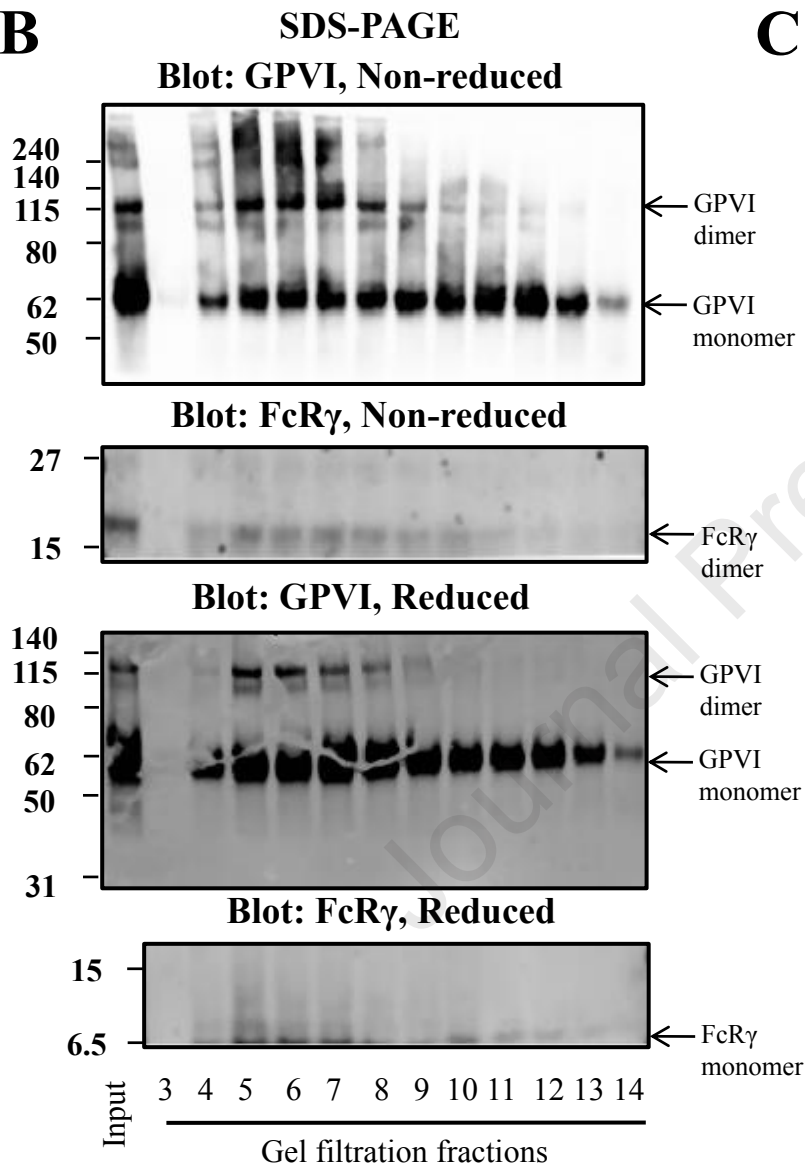 B
SDS-PAGE
C
Blot: GPVI, Non-reduced
240
140
115
80
62
50
GPVI
dimer
GPVI
monomer
Blot: FcRγ, Non-reduced
27
15
FcRγ
dimer
Blot: GPVI, Reduced
140
115
80
62
50
31
GPVI
dimer
GPVI
monomer
Blot: FcRγ, Reduced
15
6.5
FcRγ
monomer
Input 3 4 5 6 7 8 9 10 11 12 13 14
Gel filtration fractions
Journal Pre